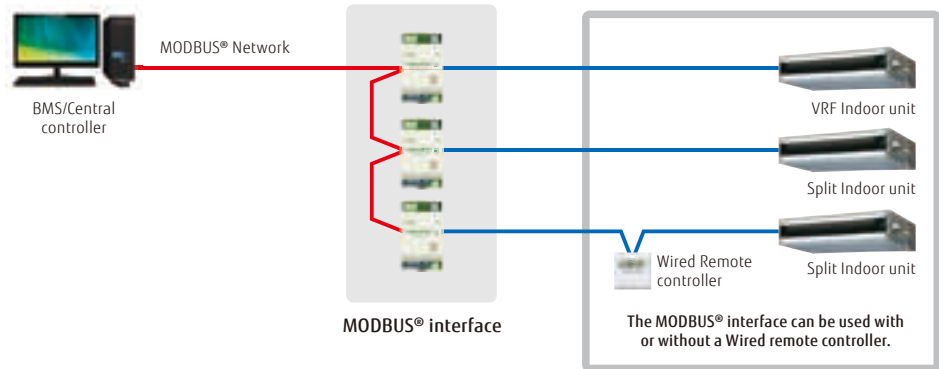 MODBUS® Network
BMS/Central
controller
MODBUS® interface
VRF Indoor unit
Split Indoor unit
Wired Remote
controller
Split Indoor unit
The MODBUS® interface can be used with
or without a Wired remote controller.